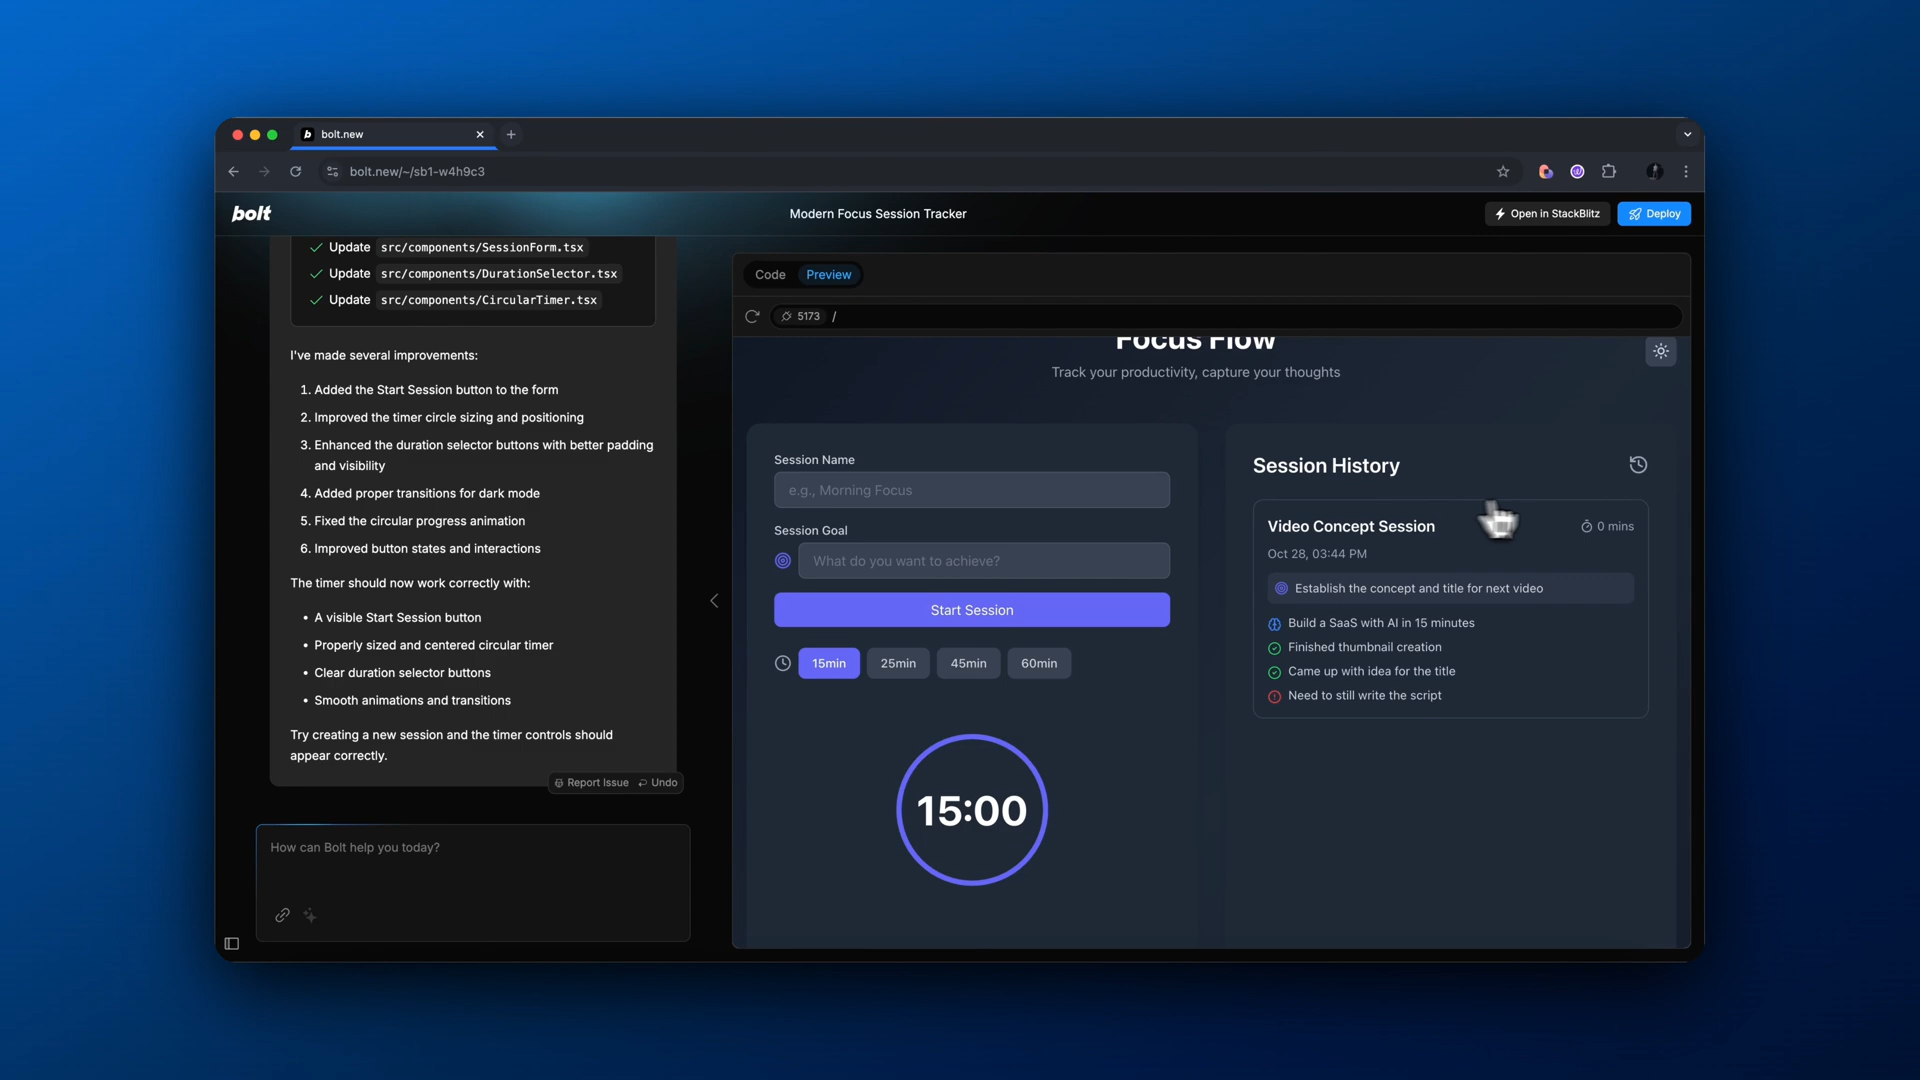 bolt.new
bolt.new/~/sb1-w4h9c3
bolt
Modern Focus Session Tracker
Open in StackBlitz
Deploy
Update src/components/SessionForm.tsx
Update src/components/DurationSelector.tsx
Update src/components/CircularTimer.tsx
I've made several improvements:
1. Added the Start Session button to the form
2. Improved the timer circle sizing and positioning
3. Enhanced the duration selector buttons with better padding
and visibility
4. Added proper transitions for dark mode
5. Fixed the circular progress animation
6. Improved button states and interactions
The timer should now work correctly with:
• A visible Start Session button
• Properly sized and centered circular timer
• Clear duration selector buttons
• Smooth animations and transitions
Try creating a new session and the timer controls should
appear correctly.
Report Issue
Undo
How can Bolt help you today?
Code
Preview
5173 /
Focus Flow
Track your productivity, capture your thoughts
Session Name
e.g., Morning Focus
Session Goal
What do you want to achieve?
Start Session
15min
25min
45min
60min
15:00
Session History
Video Concept Session
0 mins
Oct 28, 03:44 PM
Establish the concept and title for next video
Build a SaaS with AI in 15 minutes
Finished thumbnail creation
Came up with idea for the title
Need to still write the script